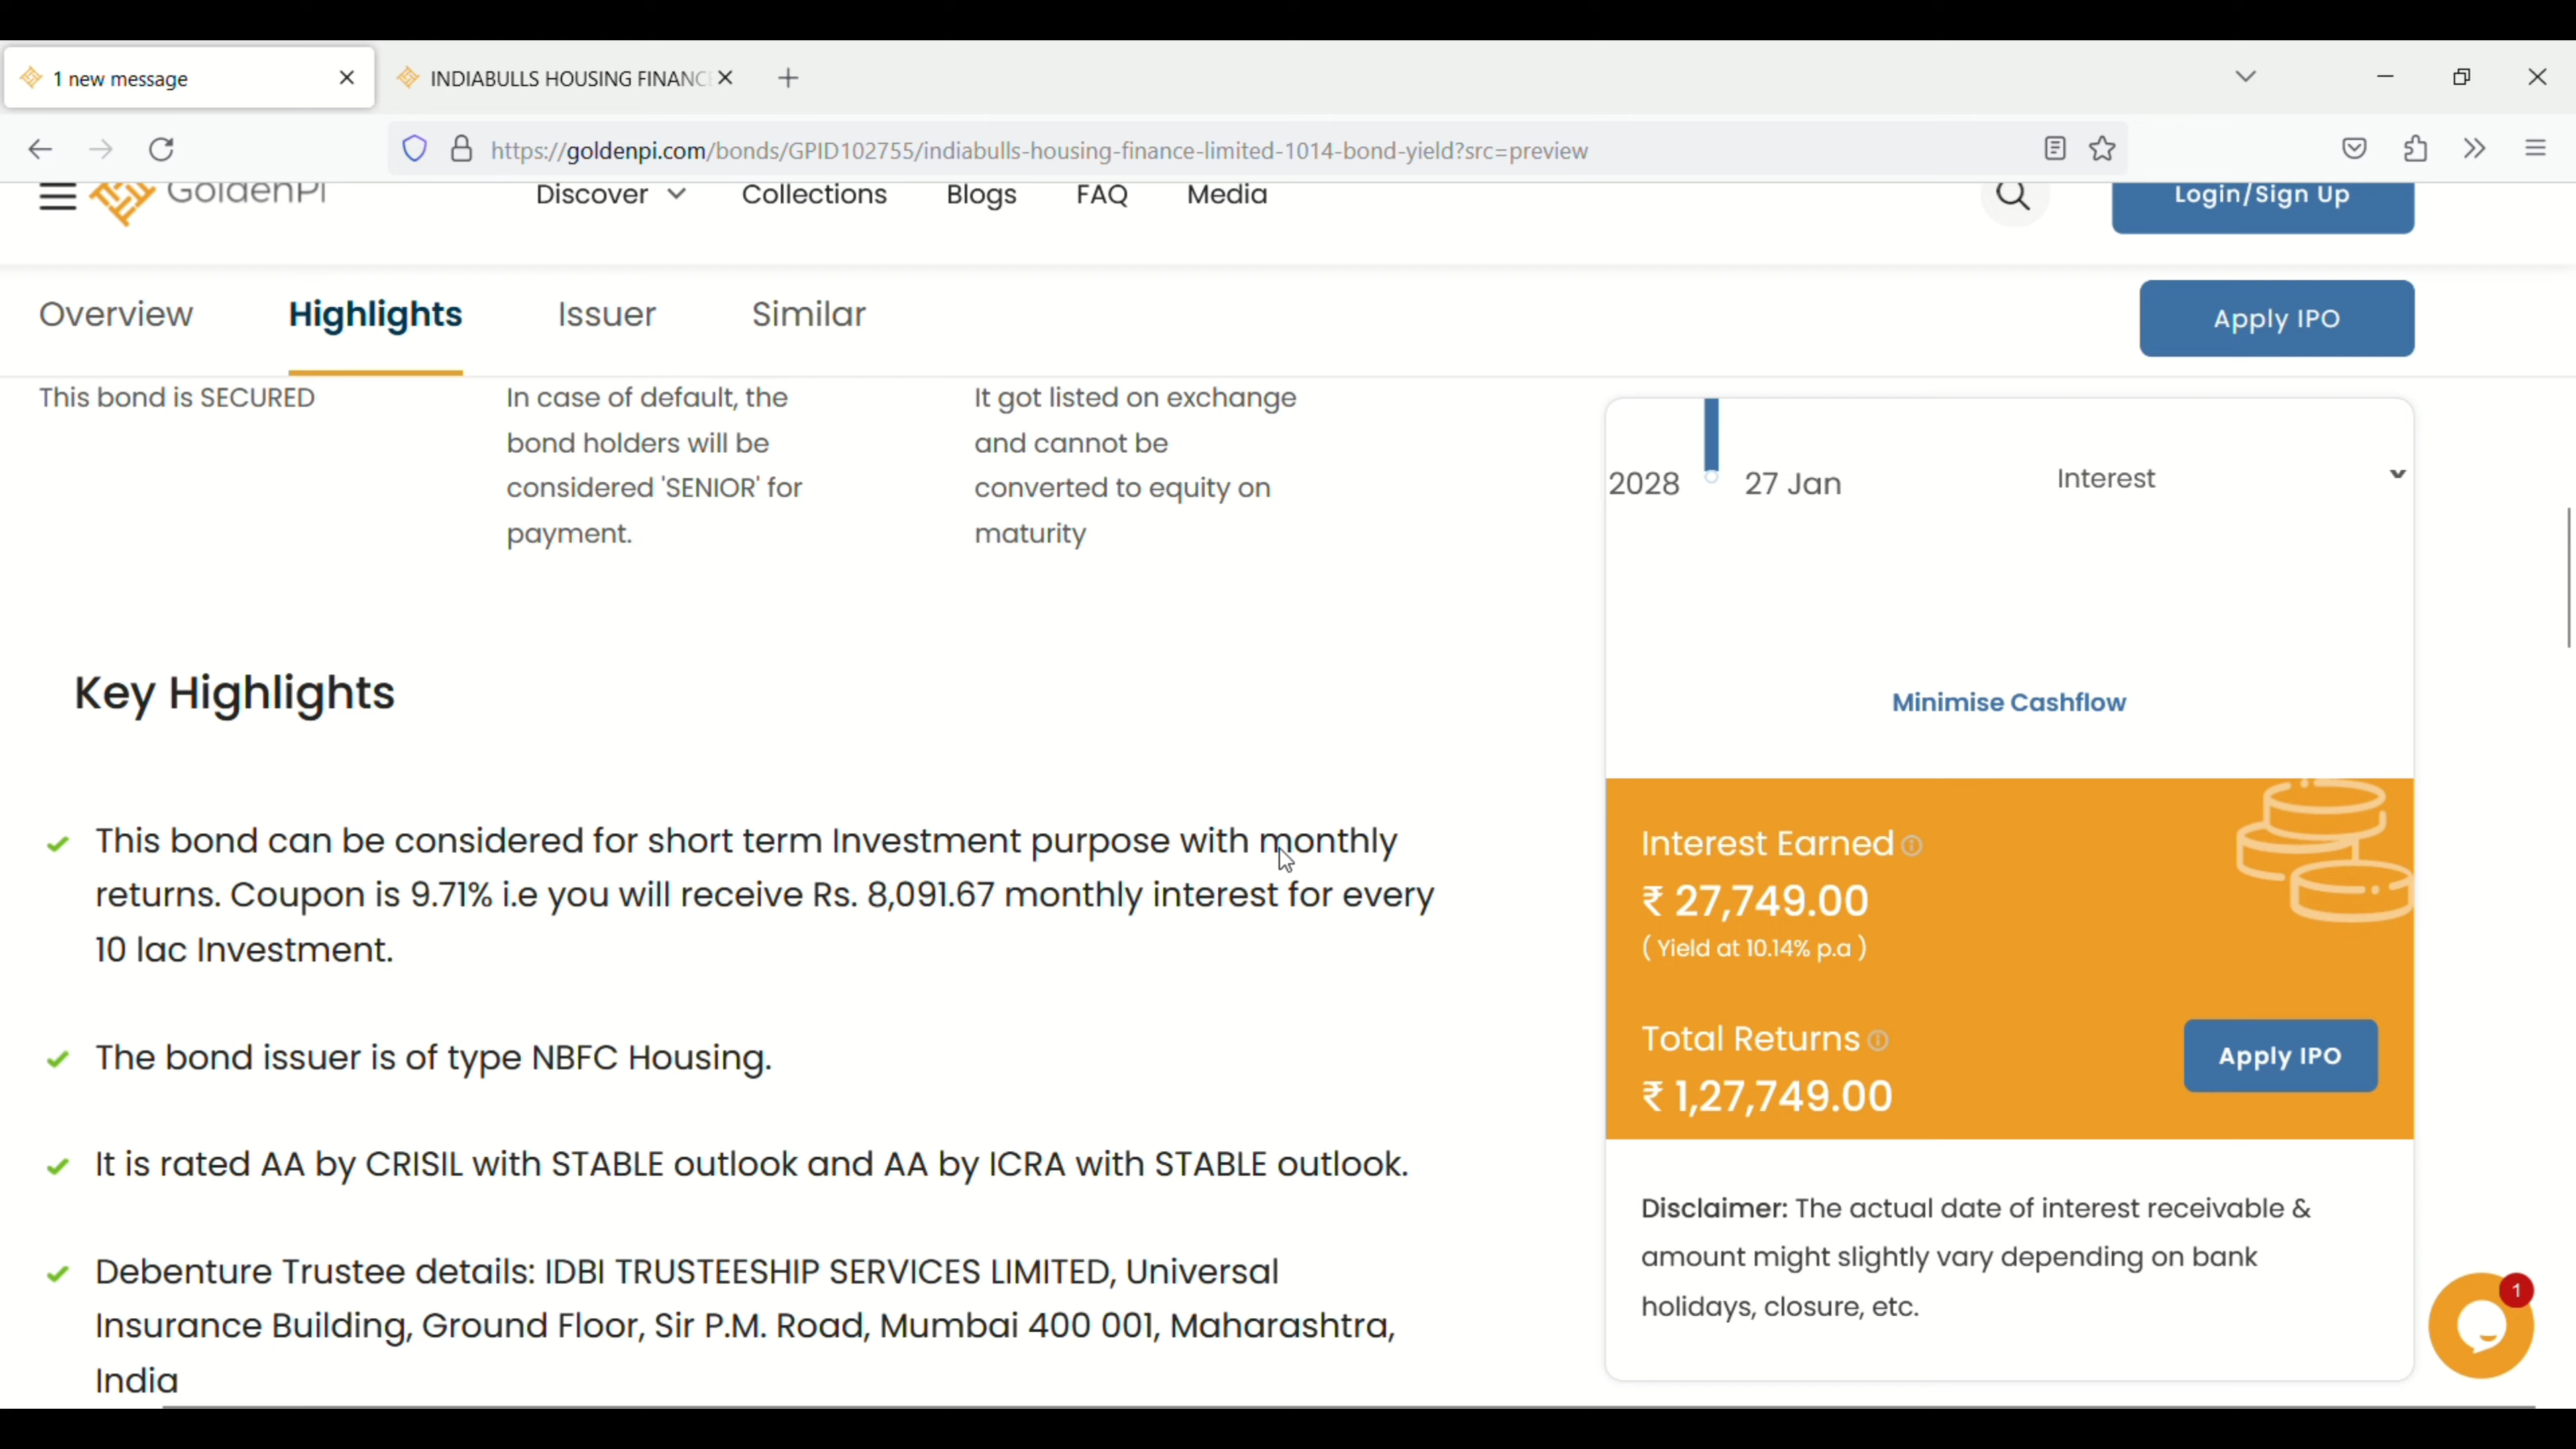 1 new message
INDIABULLS HOUSING FINANC
https://goldenpi.com/bonds/GPID102755/indiabulls-housing-finance-limited-1014-bond-yield?src=preview
GoldenPI
Discover
Collections
Blogs
FAQ
Media
Login/Sign Up
Overview
Highlights
Issuer
Similar
Apply IPO
This bond is SECURED
In case of default, the
bond holders will be
considered 'SENIOR' for
payment.
It got listed on exchange
and cannot be
converted to equity on
maturity
2028
27 Jan
Interest
Minimise Cashflow
Key Highlights
This bond can be considered for short term Investment purpose with monthly
returns. Coupon is 9.71% i.e you will receive Rs. 8,091.67 monthly interest for every
10 lac Investment.
The bond issuer is of type NBFC Housing.
It is rated AA by CRISIL with STABLE outlook and AA by ICRA with STABLE outlook.
Debenture Trustee details: IDBI TRUSTEESHIP SERVICES LIMITED, Universal
Insurance Building, Ground Floor, Sir P.M. Road, Mumbai 400 001, Maharashtra,
India
Interest Earned
₹ 27,749.00
( Yield at 10.14% p.a )
Total Returns
₹ 1,27,749.00
Apply IPO
Disclaimer: The actual date of interest receivable &
amount might slightly vary depending on bank
holidays, closure, etc.
1